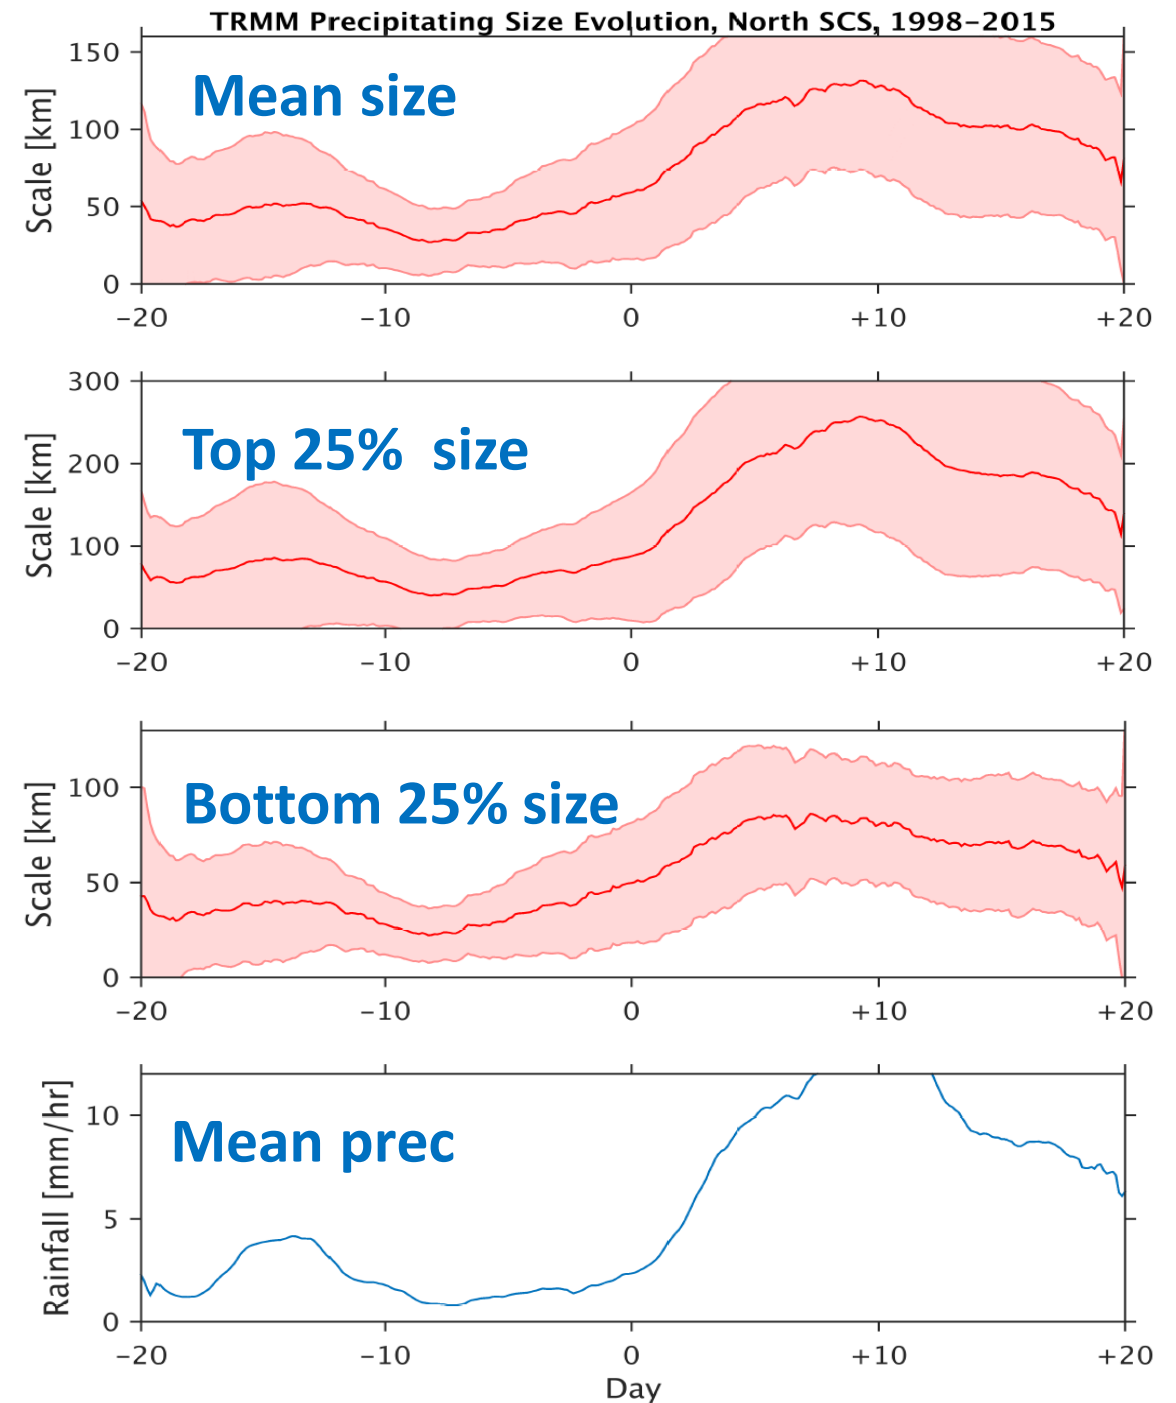 TRMM Precipitating Size Evolution, North SCS, 1998–2015
Mean size
Scale [km]
150
100
50
0
–20 –10 0 +10 +20
Top 25% size
Scale [km]
300
200
100
0
–20 –10 0 +10 +20
Bottom 25% size
Scale [km]
100
50
0
–20 –10 0 +10 +20
Mean prec
Rainfall [mm/hr]
10
5
0
–20 –10 0 +10 +20
Day